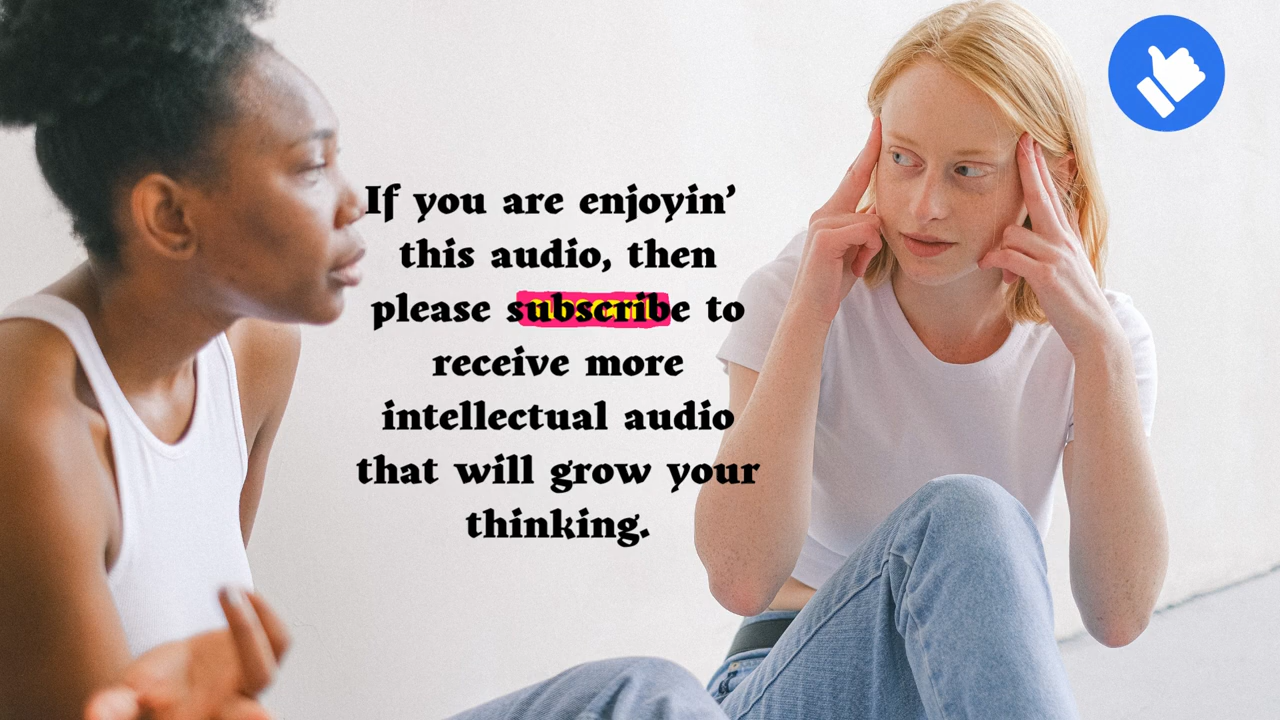 If you are enjoyin’
this audio, then
please subscribe to
receive more
intellectual audio
that will grow your
thinking.